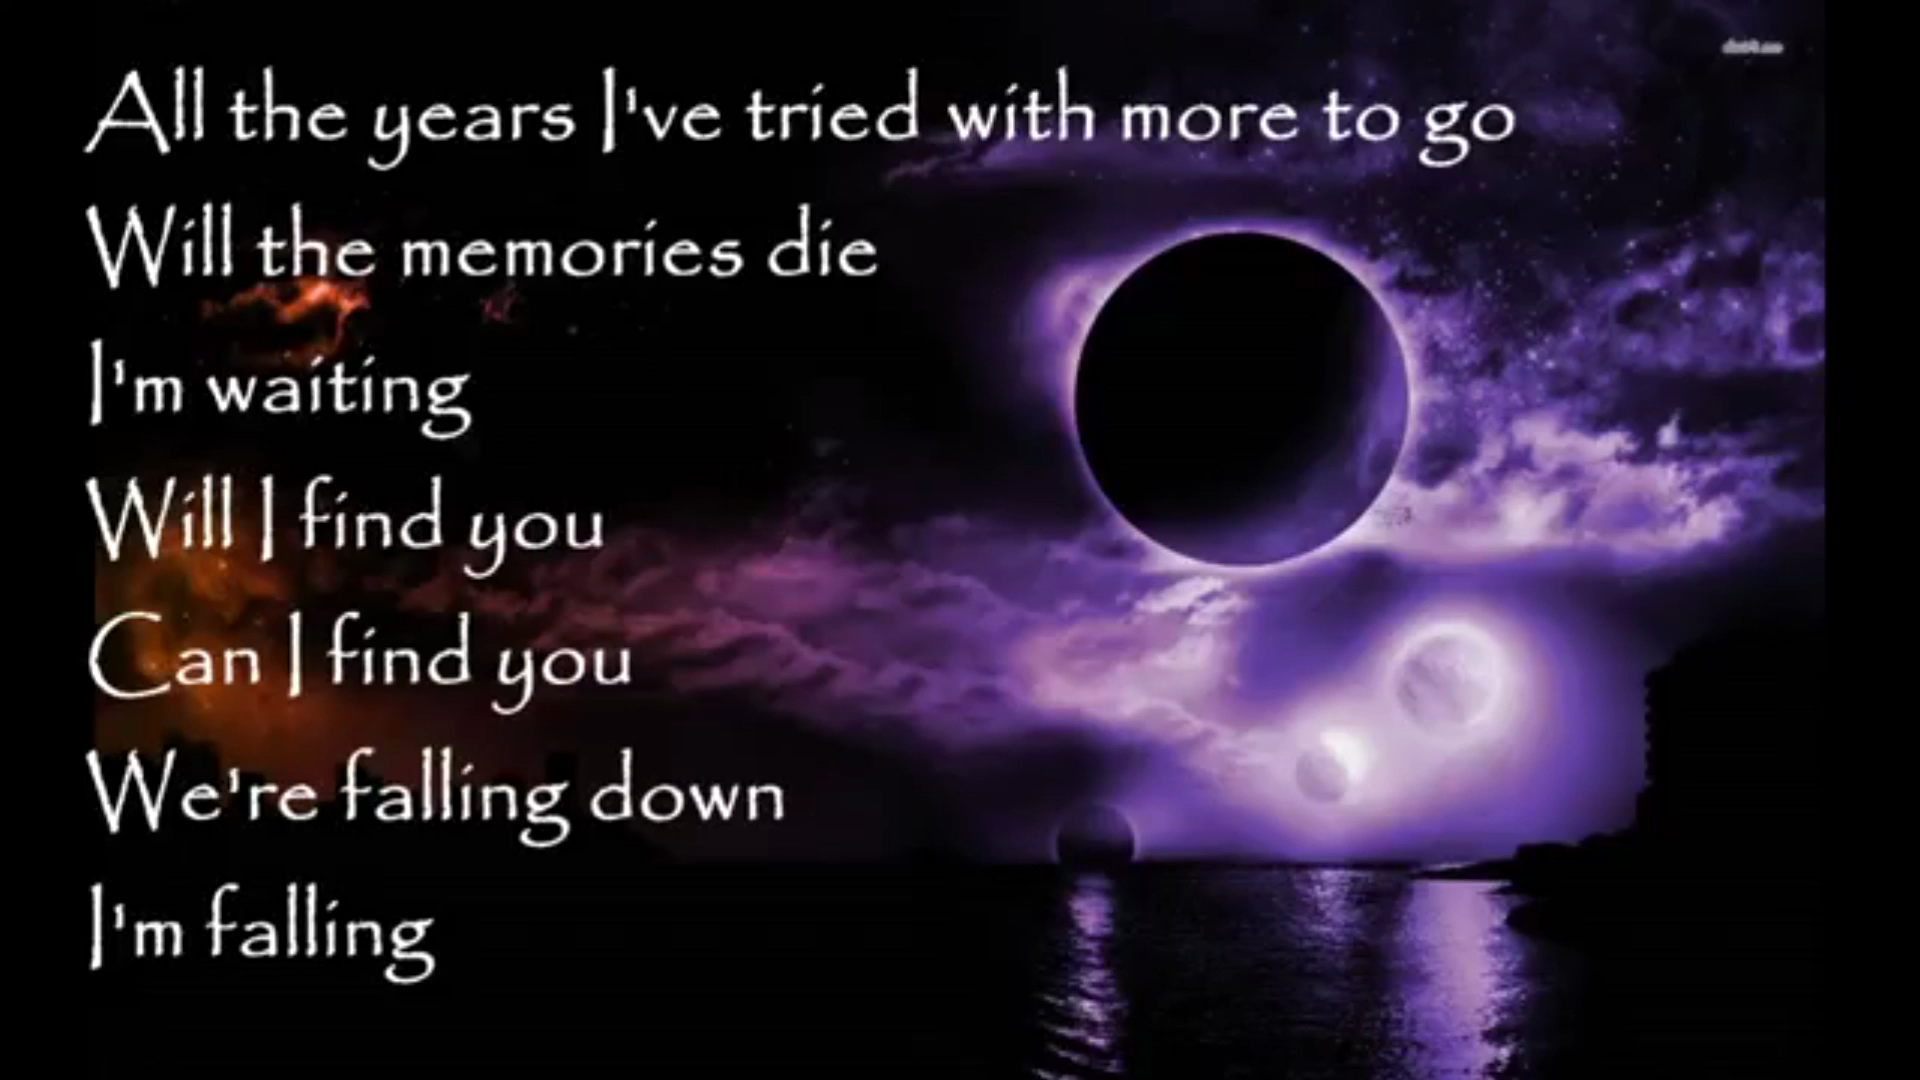 All the years I've tried with more to go
Will the memories die
I'm waiting
Will I find you
Can I find you
We're falling down
I'm falling